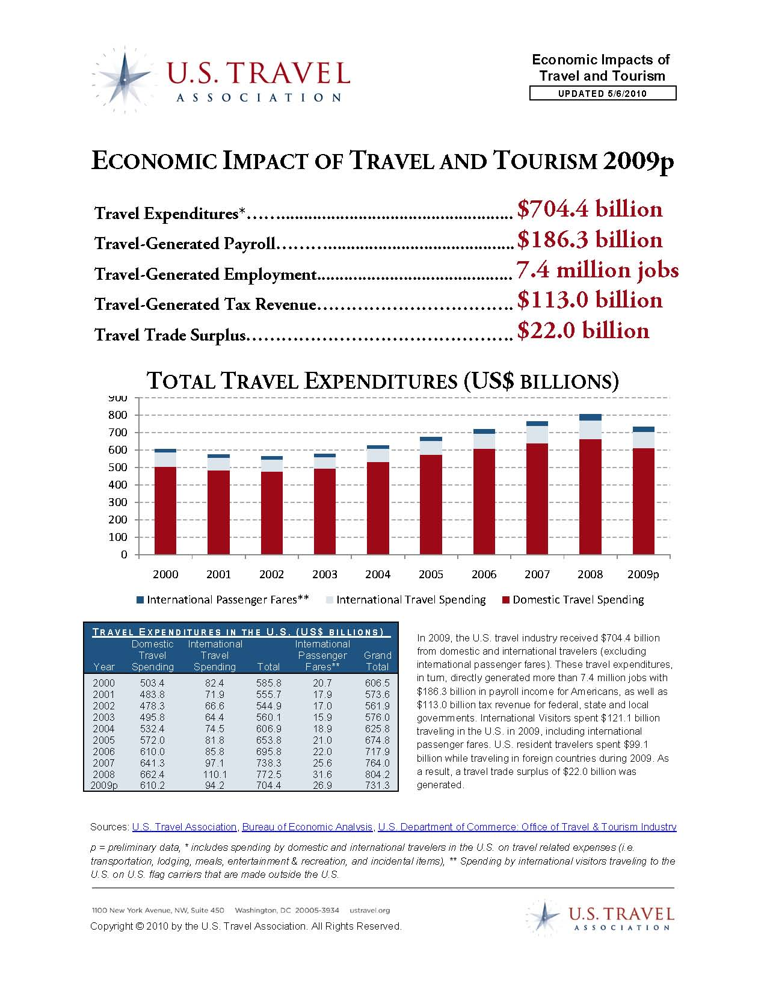 U.S. TRAVEL
ASSOCIATION
Economic Impacts of
Travel and Tourism
UPDATED 5/6/2010
ECONOMIC IMPACT OF TRAVEL AND TOURISM 2009p
Travel Expenditures*…………………………………………… $704.4 billion
Travel-Generated Payroll………………………………………… $186.3 billion
Travel-Generated Employment........................................... 7.4 million jobs
Travel-Generated Tax Revenue…………………………… $113.0 billion
Travel Trade Surplus……………………………………… $22.0 billion
TOTAL TRAVEL EXPENDITURES (US$ BILLIONS)
900
800
700
600
500
400
300
200
100
0
2000 2001 2002 2003 2004 2005 2006 2007 2008 2009p
International Passenger Fares** International Travel Spending Domestic Travel Spending
TRAVEL EXPENDITURES IN THE U.S. (US$ BILLIONS)
Domestic International International
Travel Travel Passenger Grand
Year Spending Spending Total Fares** Total
2000 503.4 82.4 585.8 20.7 606.5
2001 483.8 71.9 555.7 17.9 573.6
2002 478.3 66.6 544.9 17.0 561.9
2003 495.8 64.4 560.1 15.9 576.0
2004 532.4 74.5 606.9 18.9 625.8
2005 572.0 81.8 653.8 21.0 674.8
2006 610.0 85.8 695.8 22.0 717.9
2007 641.3 97.1 738.3 25.6 764.0
2008 662.4 110.1 772.5 31.6 804.2
2009p 610.2 94.2 704.4 26.9 731.3
In 2009, the U.S. travel industry received $704.4 billion
from domestic and international travelers (excluding
international passenger fares). These travel expenditures,
in turn, directly generated more than 7.4 million jobs with
$186.3 billion in payroll income for Americans, as well as
$113.0 billion tax revenue for federal, state and local
governments. International Visitors spent $121.1 billion
traveling in the U.S. in 2009, including international
passenger fares. U.S. resident travelers spent $99.1
billion while traveling in foreign countries during 2009. As
a result, a travel trade surplus of $22.0 billion was
generated.
Sources: U.S. Travel Association, Bureau of Economic Analysis, U.S. Department of Commerce: Office of Travel & Tourism Industry
p = preliminary data, * includes spending by domestic and international travelers in the U.S. on travel related expenses (i.e.
transportation, lodging, meals, entertainment & recreation, and incidental items), ** Spending by international visitors traveling to the
U.S. on U.S. flag carriers that are made outside the U.S.
1100 New York Avenue, NW, Suite 450 Washington, DC 20005-3934 ustravel.org
Copyright © 2010 by the U.S. Travel Association. All Rights Reserved.
U.S. TRAVEL
ASSOCIATION